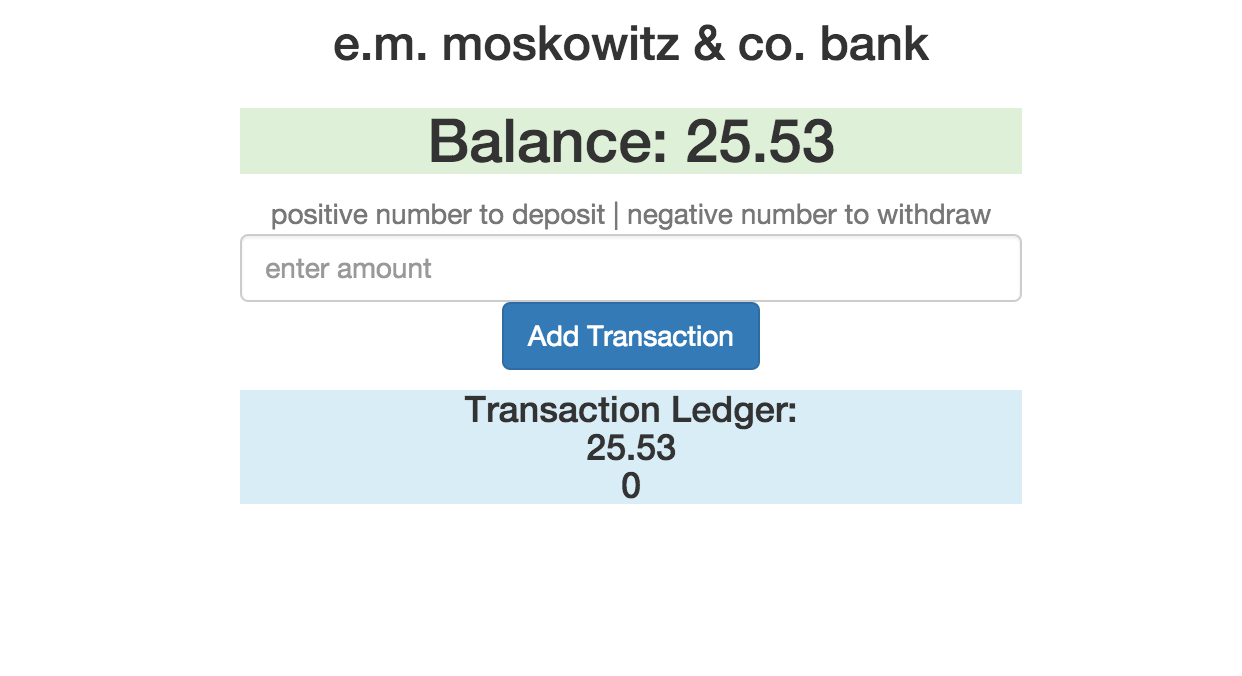 e.m. moskowitz & co. bank
Balance: 25.53
positive number to deposit | negative number to withdraw
enter amount
Add Transaction
Transaction Ledger:
25.53
0